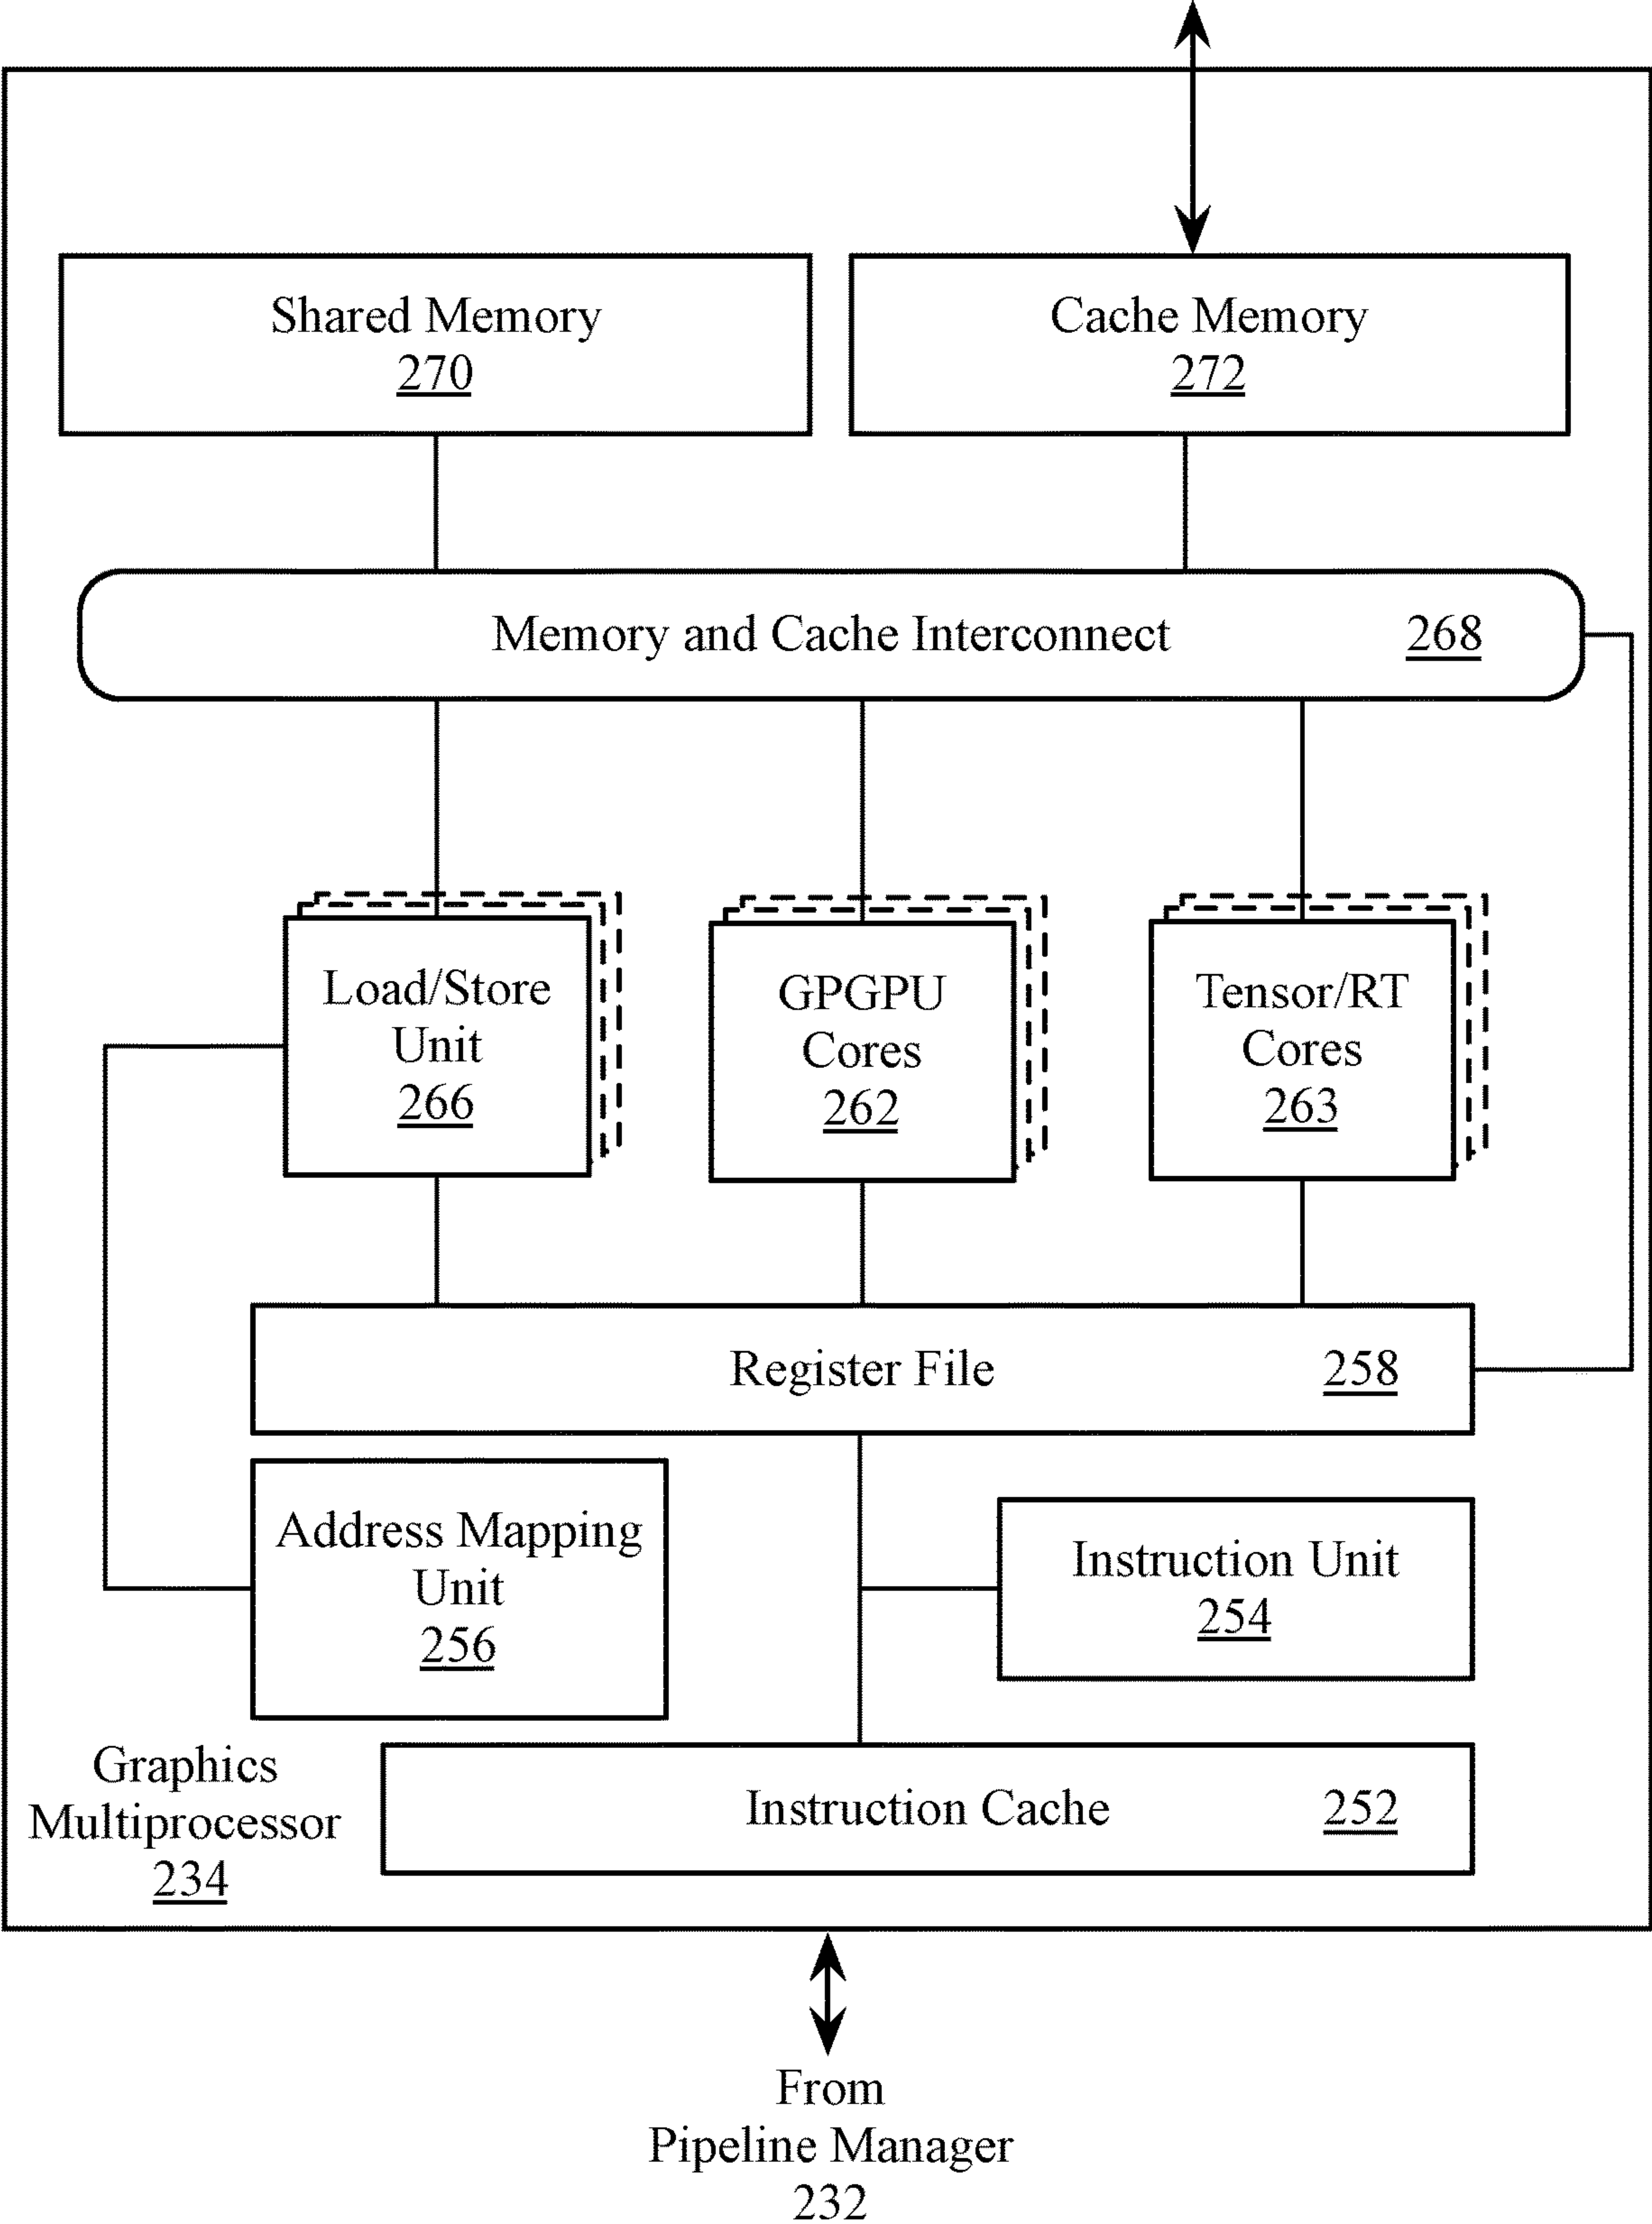 Shared Memory
270
Cache Memory
272
Memory and Cache Interconnect 268
Load/Store
Unit
266
GPGPU
Cores
262
Tensor/RT
Cores
263
Register File 258
Address Mapping
Unit
256
Instruction Unit
254
Graphics
Multiprocessor
234
Instruction Cache 252
From
Pipeline Manager
232